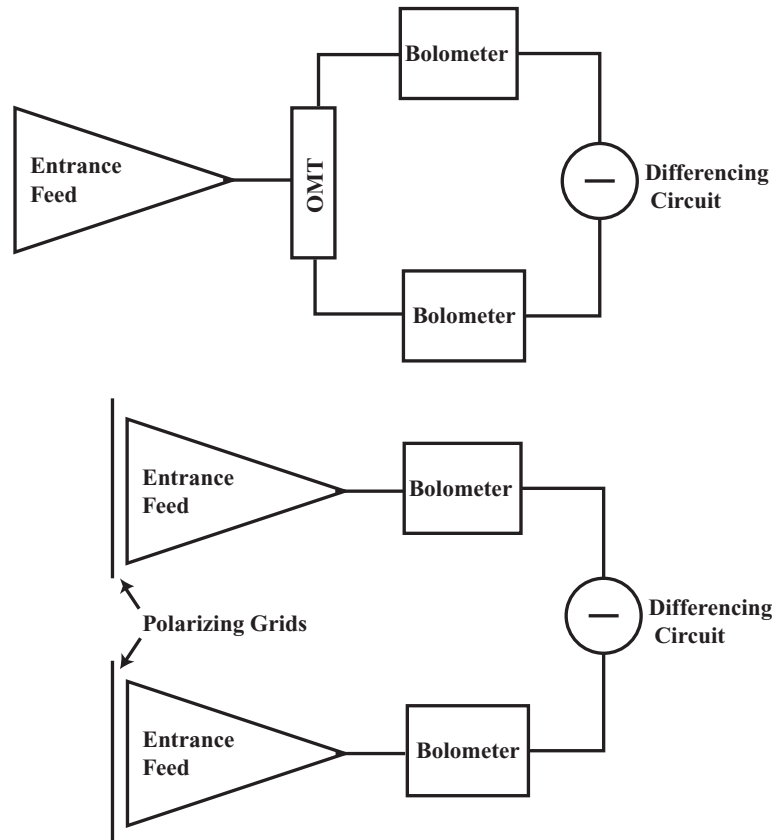 Bolometer
Entrance
Feed
OMT
Differencing
Circuit
Bolometer
Entrance
Feed
Bolometer
Polarizing Grids
Differencing
Circuit
Entrance
Feed
Bolometer